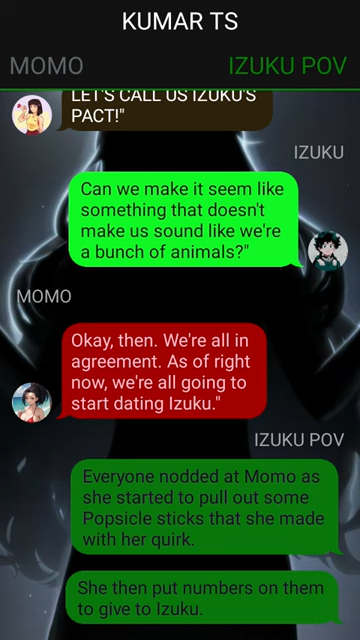 KUMAR TS
MOMO
IZUKU POV
LET'S CALL US IZUKU'S
PACT!"
IZUKU
Can we make it seem like
something that doesn't
make us sound like we're
a bunch of animals?"
MOMO
Okay, then. We're all in
agreement. As of right
now, we're all going to
start dating Izuku."
IZUKU POV
Everyone nodded at Momo as
she started to pull out some
Popsicle sticks that she made
with her quirk.
She then put numbers on them
to give to Izuku.